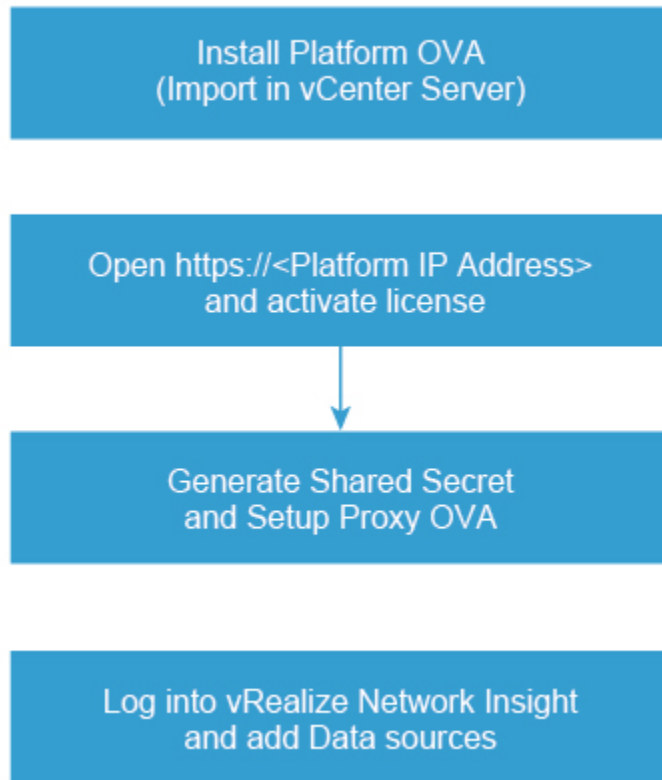 Install Platform OVA
(Import in vCenter Server)
Open https://<Platform IP Address>
and activate license
Generate Shared Secret
and Setup Proxy OVA
Log into vRealize Network Insight
and add Data sources